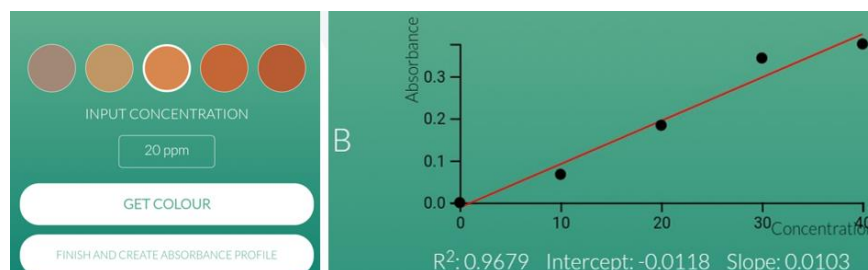 INPUT CONCENTRATION
20 ppm
GET COLOUR
FINISH AND CREATE ABSORBANCE PROFILE
B
Absorbance
0.3
0.2
0.1
0.0
0 10 20 30 40
Concentration
R²: 0.9679 Intercept: -0.0118 Slope: 0.0103